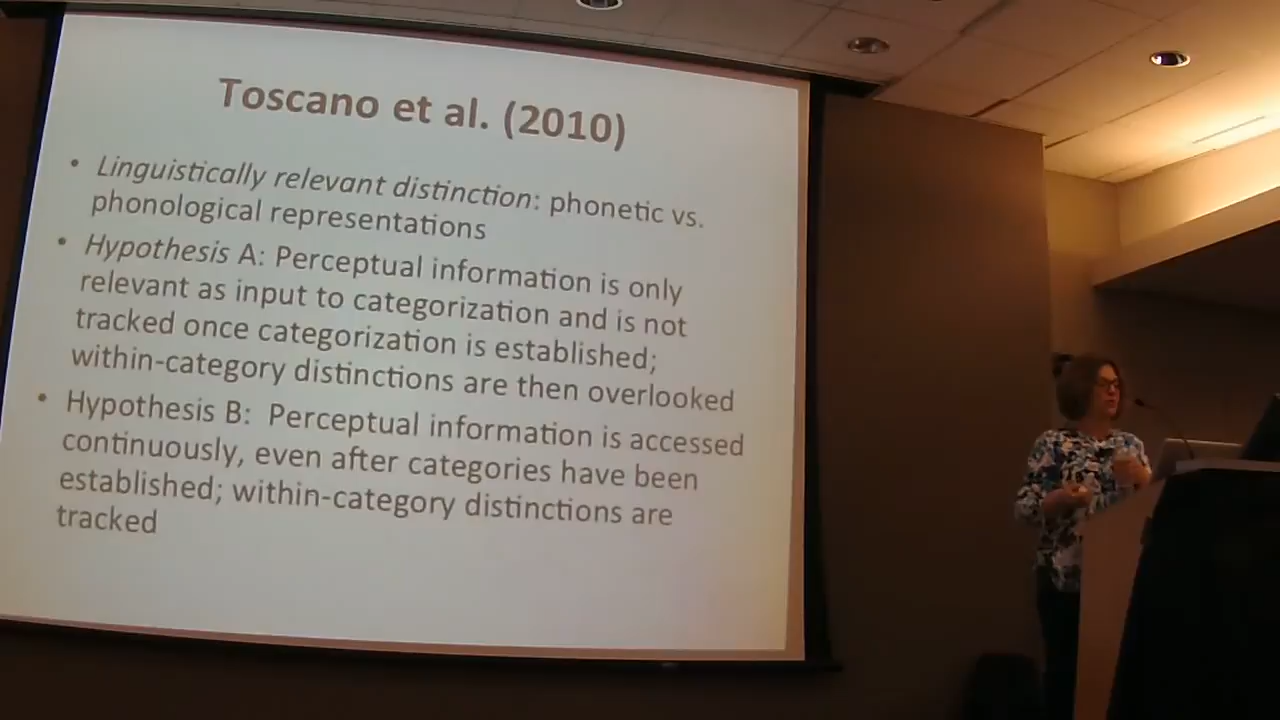 Toscano et al. (2010)
• Linguistically relevant distinction: phonetic vs.
phonological representations
• Hypothesis A: Perceptual information is only
relevant as input to categorization and is not
tracked once categorization is established;
within-category distinctions are then overlooked
• Hypothesis B: Perceptual information is accessed
continuously, even after categories have been
established; within-category distinctions are
tracked